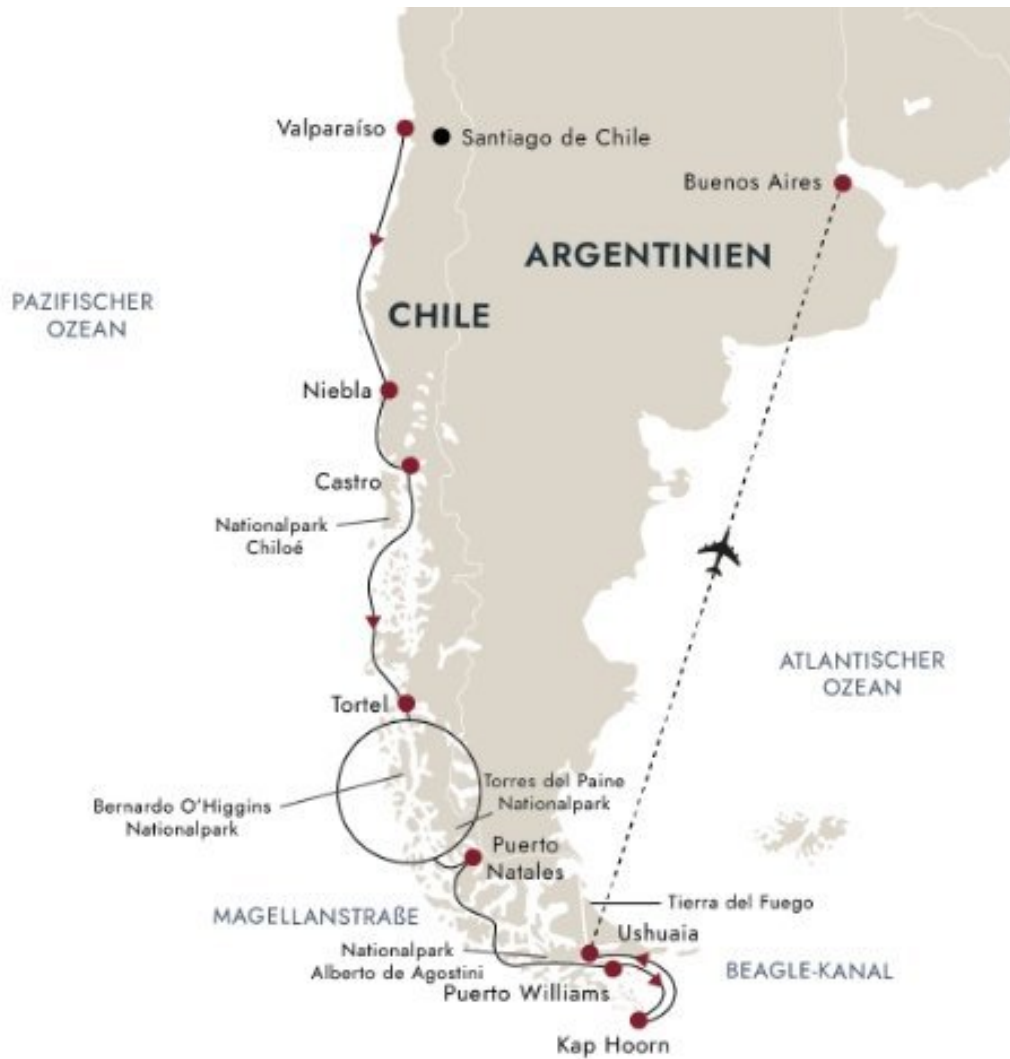 Valparaíso
Santiago de Chile
Buenos Aires
ARGENTINIEN
PAZIFISCHER
OZEAN
CHILE
Niebla
Castro
Nationalpark
Chiloé
ATLANTISCHER
OZEAN
Tortel
Torres del Paine
Nationalpark
Bernardo O'Higgins
Nationalpark
Puerto
Natales
MAGELLANSTRAßE
Tierra del Fuego
Ushuaia
Nationalpark
Alberto de Agostini
BEAGLE-KANAL
Puerto Williams
Kap Hoorn